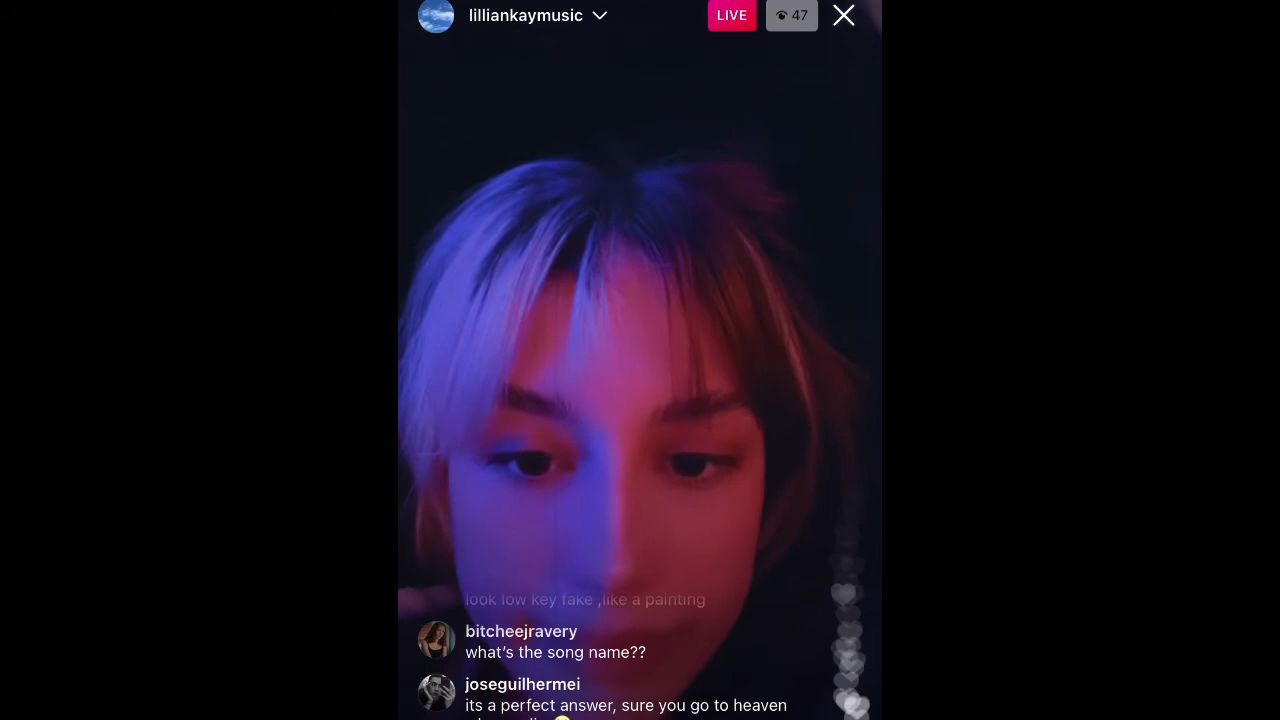 lilliankaymusic
LIVE
47
look low key fake ,like a painting
bitcheejravery
what's the song name??
joseguilhermei
its a perfect answer, sure you go to heaven